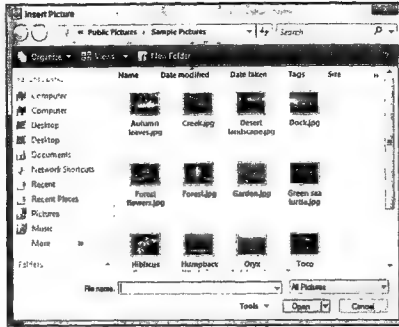 Insert Picture
« Public Pictures › Sample Pictures
Search
Organize Views New Folder
Name Date modified Date taken Tags Size »
Computer
Computer
Desktop
Desktop
Documents
Network Shortcuts
Recent
Recent Places
Pictures
Music
More »
Folders
Autumn leaves.jpg
Creek.jpg
Desert landscape.jpg
Dock.jpg
Forest flowers.jpg
Forest.jpg
Garden.jpg
Green sea turtle.jpg
Hibiscus
Humpback
Oryx
Toco
File name:
All Pictures
Tools
Open
Cancel